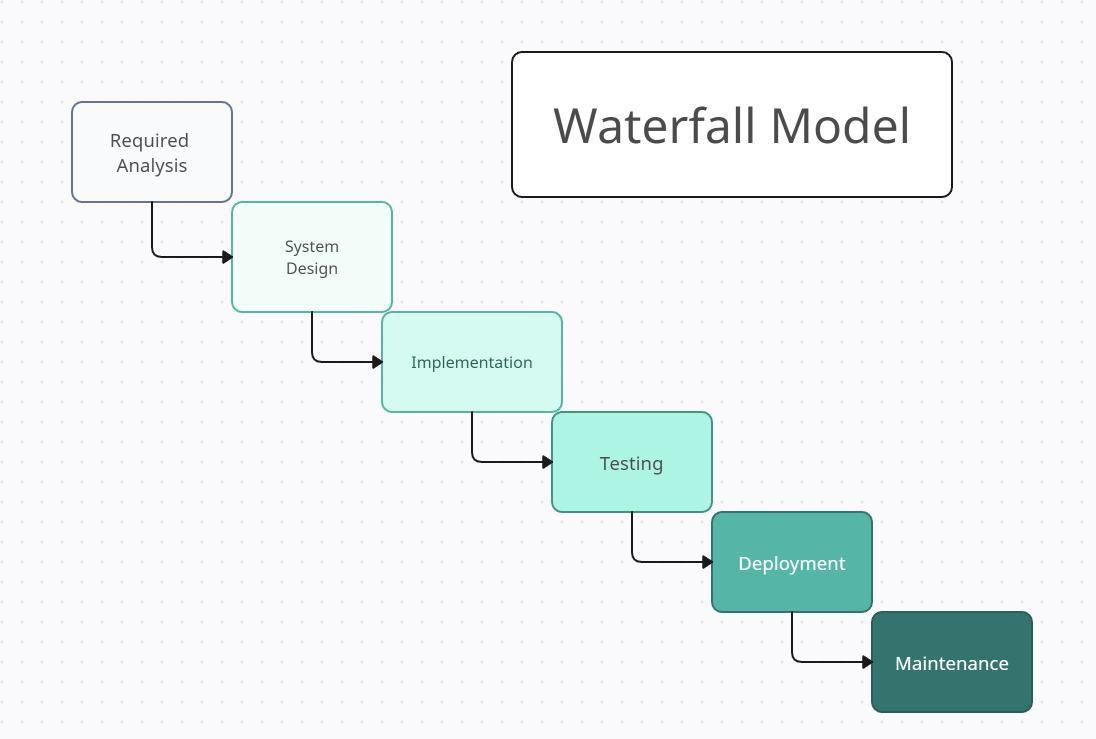 Waterfall Model
Required
Analysis
System
Design
Implementation
Testing
Deployment
Maintenance